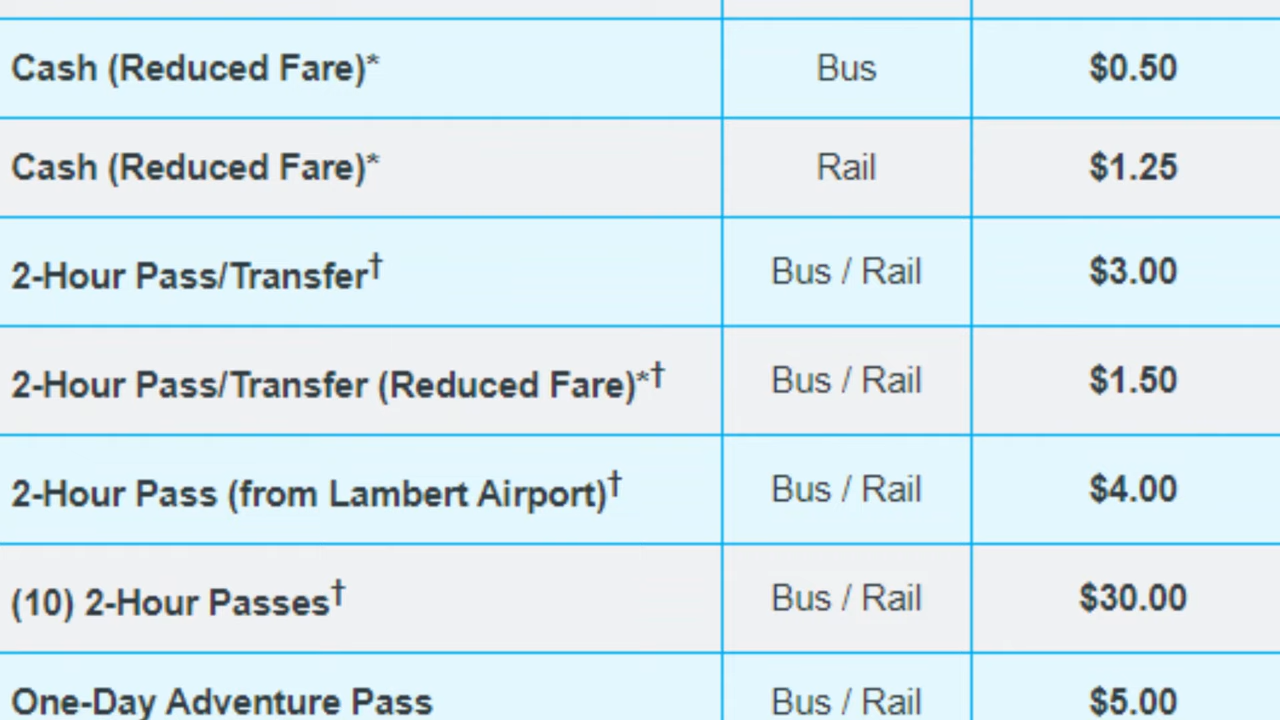 Cash (Reduced Fare)* Bus $0.50
Cash (Reduced Fare)* Rail $1.25
2-Hour Pass/Transfer† Bus / Rail $3.00
2-Hour Pass/Transfer (Reduced Fare)*† Bus / Rail $1.50
2-Hour Pass (from Lambert Airport)† Bus / Rail $4.00
(10) 2-Hour Passes† Bus / Rail $30.00
One-Day Adventure Pass Bus / Rail $5.00